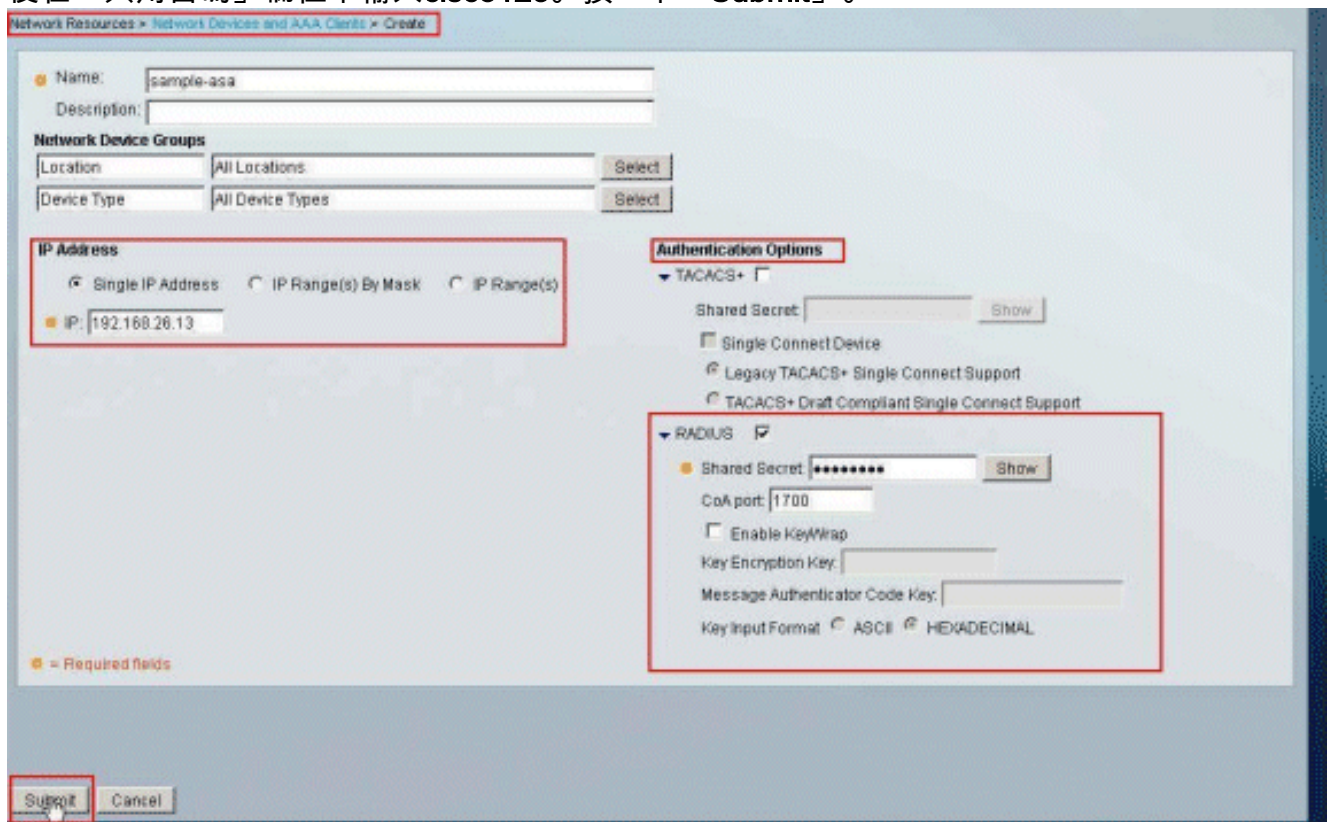 Network Resources > Network Devices and AAA Clients > Create
Name: sample-asa
Description:
Network Device Groups
Location All Locations Select
Device Type All Device Types Select
IP Address
Single IP Address IP Range(s) By Mask IP Range(s)
IP: 192.168.26.13
Authentication Options
TACACS+
Shared Secret: Show
Single Connect Device
Legacy TACACS+ Single Connect Support
TACACS+ Draft Compliant Single Connect Support
RADIUS
Shared Secret: •••••••• Show
CoA port: 1700
Enable KeyWrap
Key Encryption Key:
Message Authenticator Code Key:
Key Input Format ASCII HEXADECIMAL
= Required fields
Submit Cancel